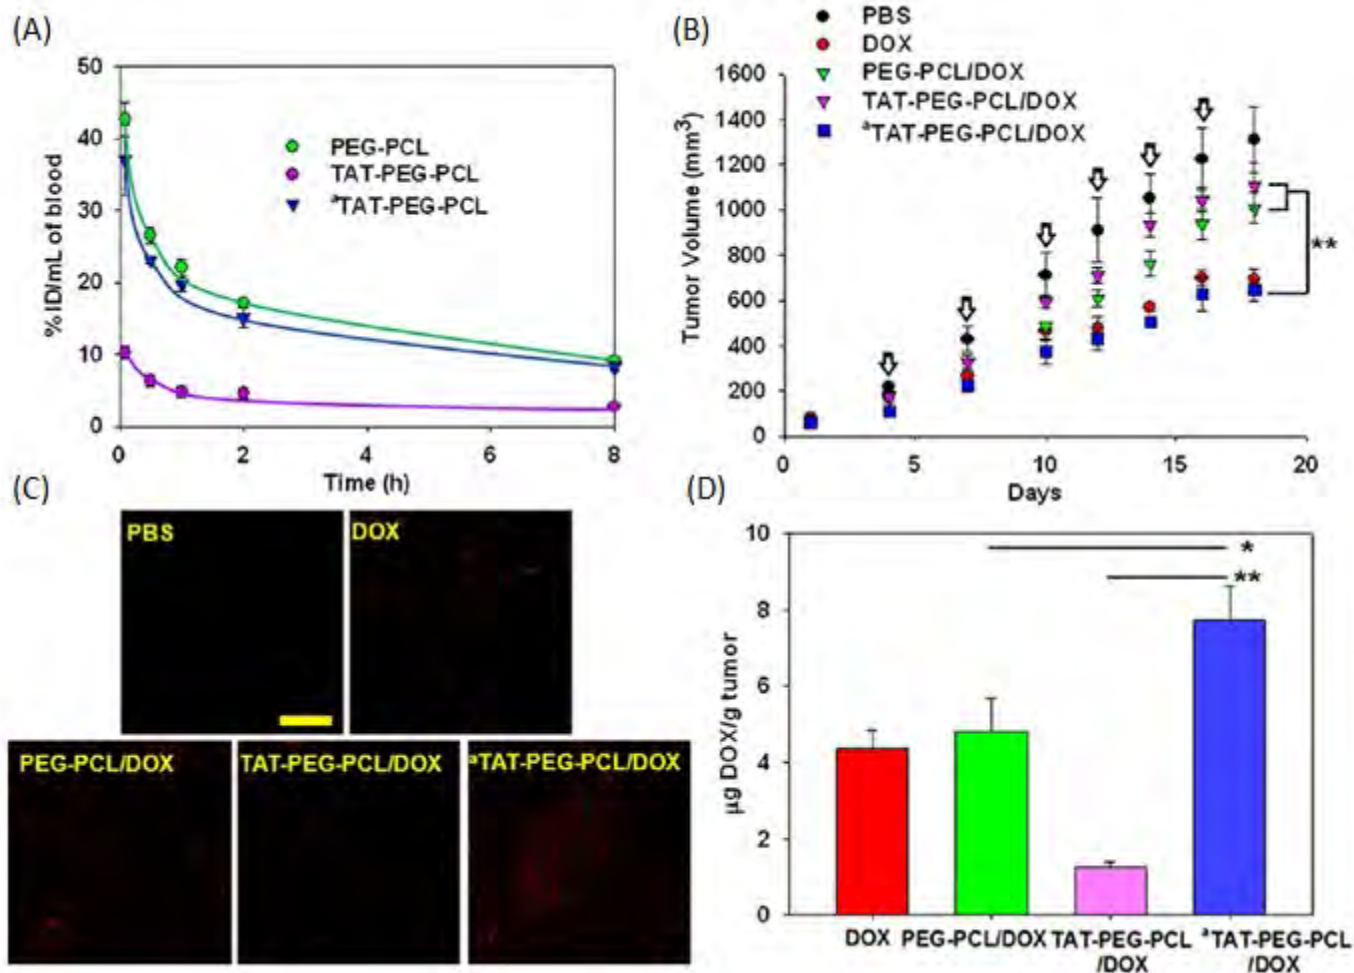 (A)
50
40
30
20
10
0
%ID/mL of blood
PEG-PCL
TAT-PEG-PCL
ᵃTAT-PEG-PCL
0 2 4 6 8
Time (h)
(B)
PBS
DOX
PEG-PCL/DOX
TAT-PEG-PCL/DOX
ᵃTAT-PEG-PCL/DOX
1600
1400
1200
1000
800
600
400
200
0
Tumor Volume (mm³)
**
0 5 10 15 20
Days
(C)
PBS
DOX
PEG-PCL/DOX
TAT-PEG-PCL/DOX
ᵃTAT-PEG-PCL/DOX
(D)
10
8
6
4
2
0
µg DOX/g tumor
*
**
DOX PEG-PCL/DOX TAT-PEG-PCL ᵃTAT-PEG-PCL
/DOX /DOX